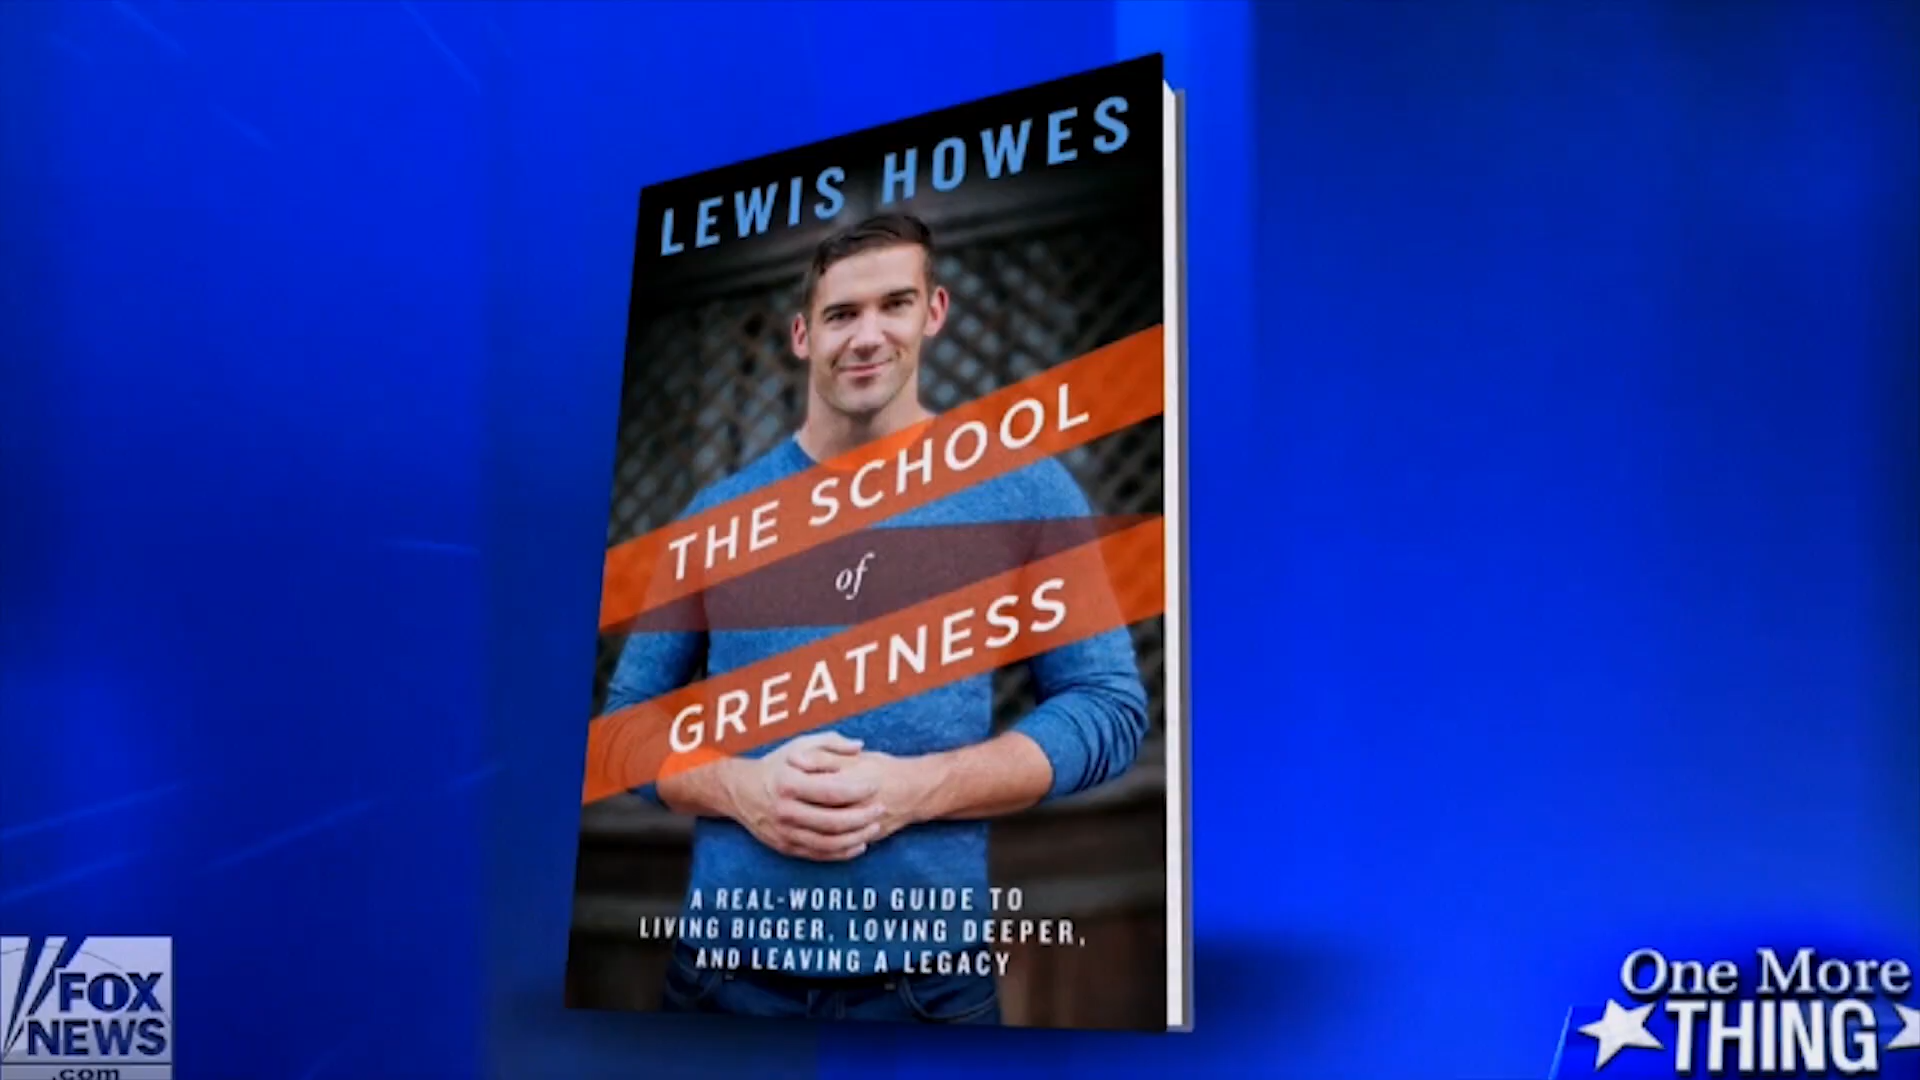 LEWIS HOWES
THE SCHOOL
of
GREATNESS
A REAL-WORLD GUIDE TO
LIVING BIGGER, LOVING DEEPER,
AND LEAVING A LEGACY
FOX
NEWS
.com
One More
THING